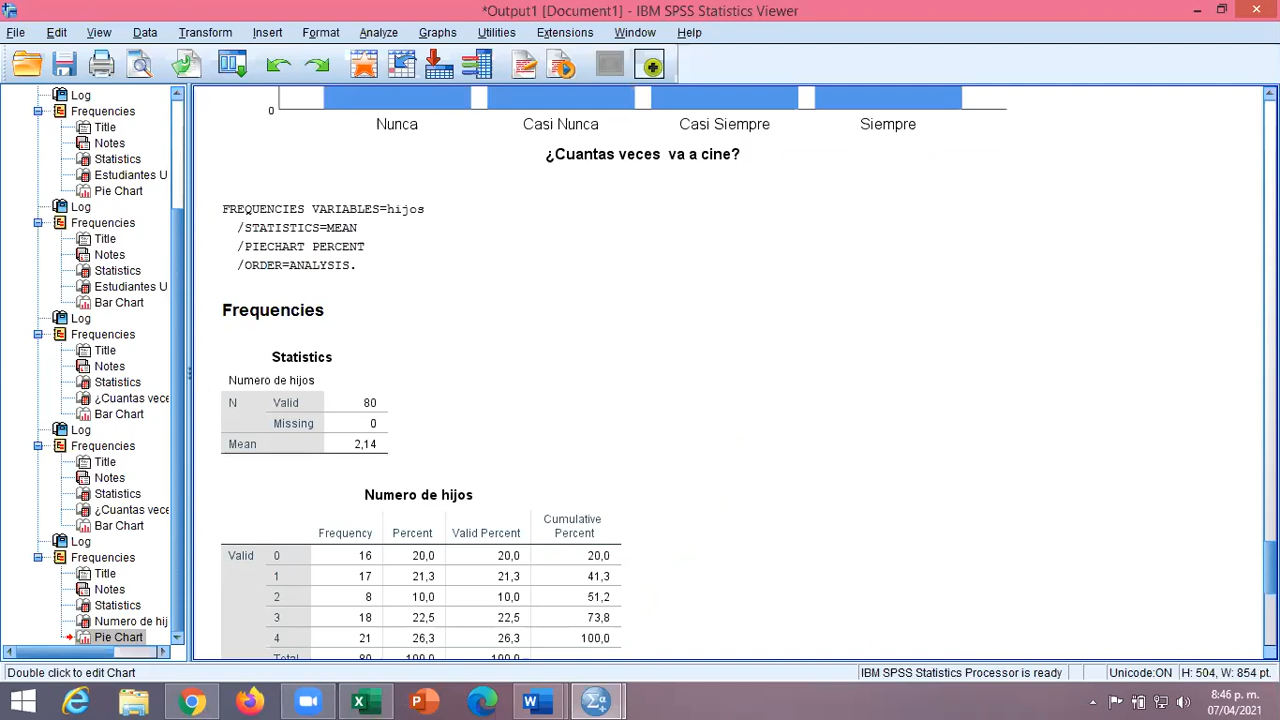 *Output1 [Document1] - IBM SPSS Statistics Viewer
File Edit View Data Transform Insert Format Analyze Graphs Utilities Extensions Window Help
Log
Frequencies
Title
Notes
Statistics
Estudiantes U
Pie Chart
Log
Frequencies
Title
Notes
Statistics
Estudiantes U
Bar Chart
Log
Frequencies
Title
Notes
Statistics
¿Cuantas vece
Bar Chart
Log
Frequencies
Title
Notes
Statistics
¿Cuantas vece
Bar Chart
Log
Frequencies
Title
Notes
Statistics
Numero de hij
Pie Chart
0
Nunca Casi Nunca Casi Siempre Siempre
¿Cuantas veces va a cine?
FREQUENCIES VARIABLES=hijos
/STATISTICS=MEAN
/PIECHART PERCENT
/ORDER=ANALYSIS.
Frequencies
Statistics
Numero de hijos
N Valid 80
Missing 0
Mean 2,14
Numero de hijos
Frequency Percent Valid Percent Cumulative Percent
Valid 0 16 20,0 20,0 20,0
1 17 21,3 21,3 41,3
2 8 10,0 10,0 51,2
3 18 22,5 22,5 73,8
4 21 26,3 26,3 100,0
Total 80 100,0 100,0
Double click to edit Chart
IBM SPSS Statistics Processor is ready
Unicode:ON H: 504, W: 854 pt.
8:46 p. m.
07/04/2021